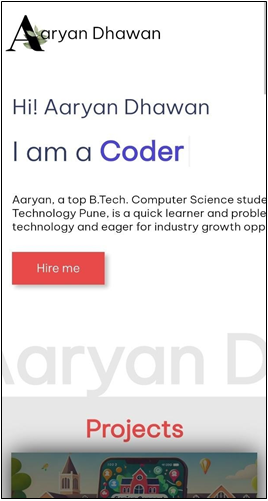 A
Aaryan Dhawan
Hi! Aaryan Dhawan
I am a Coder
Aaryan, a top B.Tech. Computer Science stude
Technology Pune, is a quick learner and proble
technology and eager for industry growth opp
Hire me
Aaryan D
Projects